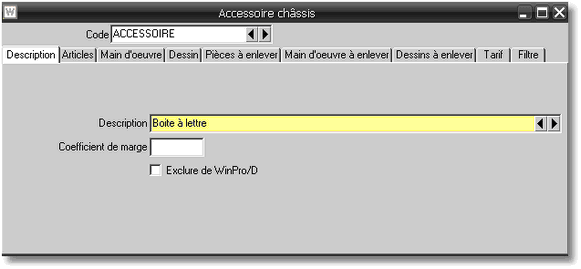 W Accessoire châssis
Code ACCESSOIRE
Description Articles Main d'oeuvre Dessin Pièces à enlever Main d'oeuvre à enlever Dessins à enlever Tarif Filtre
Description Boite à lettre
Coefficient de marge
Exclure de WinPro/D